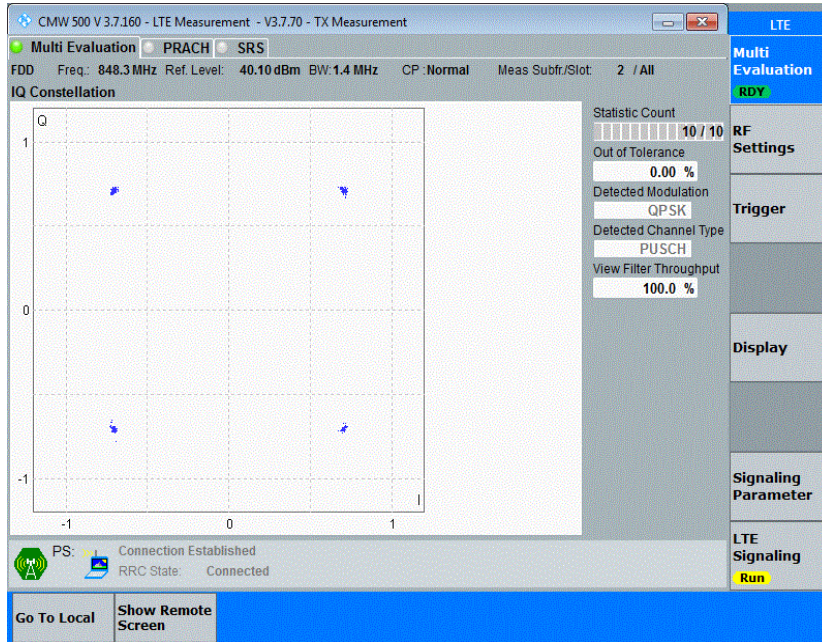 CMW 500 V 3.7.160 - LTE Measurement - V3.7.70 - TX Measurement
LTE
Multi Evaluation PRACH SRS
FDD Freq.: 848.3 MHz Ref. Level: 40.10 dBm BW: 1.4 MHz CP : Normal Meas Subfr./Slot: 2 / All
IQ Constellation
Q
1
0
-1
-1 0 1
I
Statistic Count
10 / 10
Out of Tolerance
0.00 %
Detected Modulation
QPSK
Detected Channel Type
PUSCH
View Filter Throughput
100.0 %
Multi
Evaluation
RDY
RF
Settings
Trigger
Display
Signaling
Parameter
LTE
Signaling
Run
PS: Connection Established
RRC State: Connected
Go To Local
Show Remote
Screen